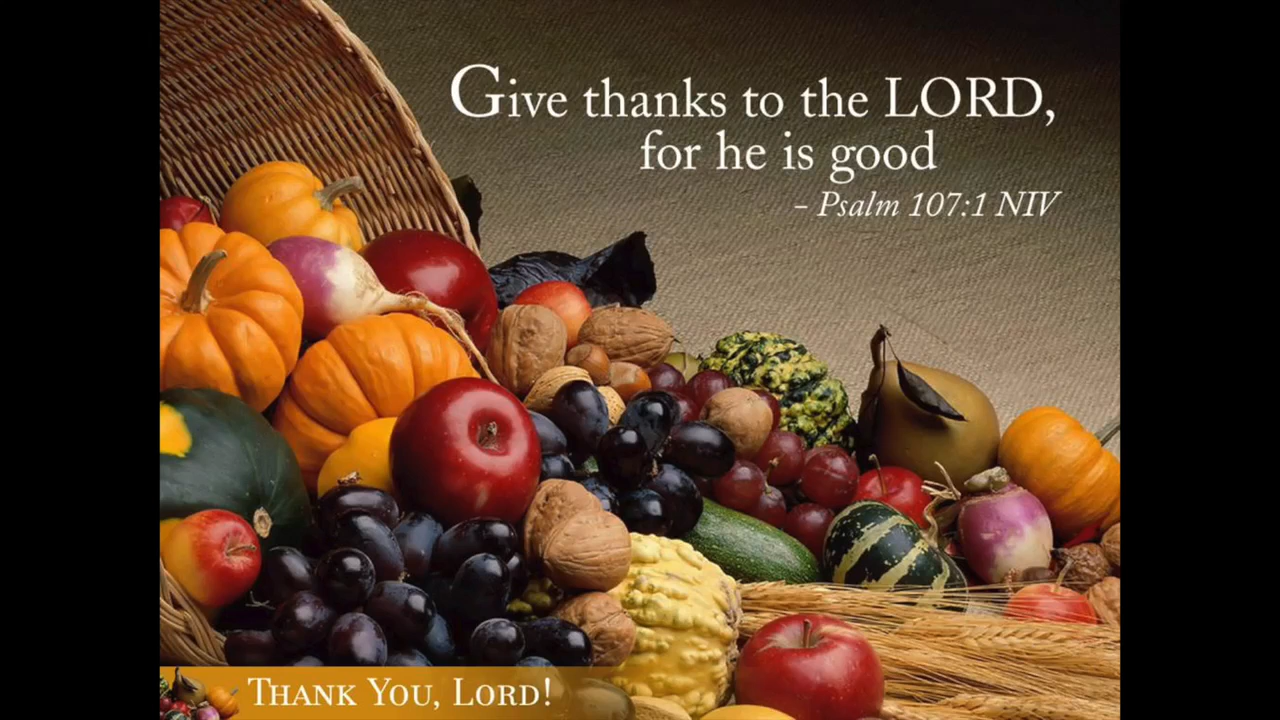 Give thanks to the LORD,
for he is good
– Psalm 107:1 NIV
Thank You, Lord!